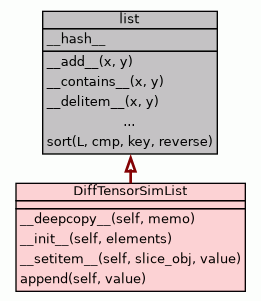 list
__hash__
__add__(x, y)
__contains__(x, y)
__delitem__(x, y)
...
sort(L, cmp, key, reverse)
DiffTensorSimList
__deepcopy__(self, memo)
__init__(self, elements)
__setitem__(self, slice_obj, value)
append(self, value)